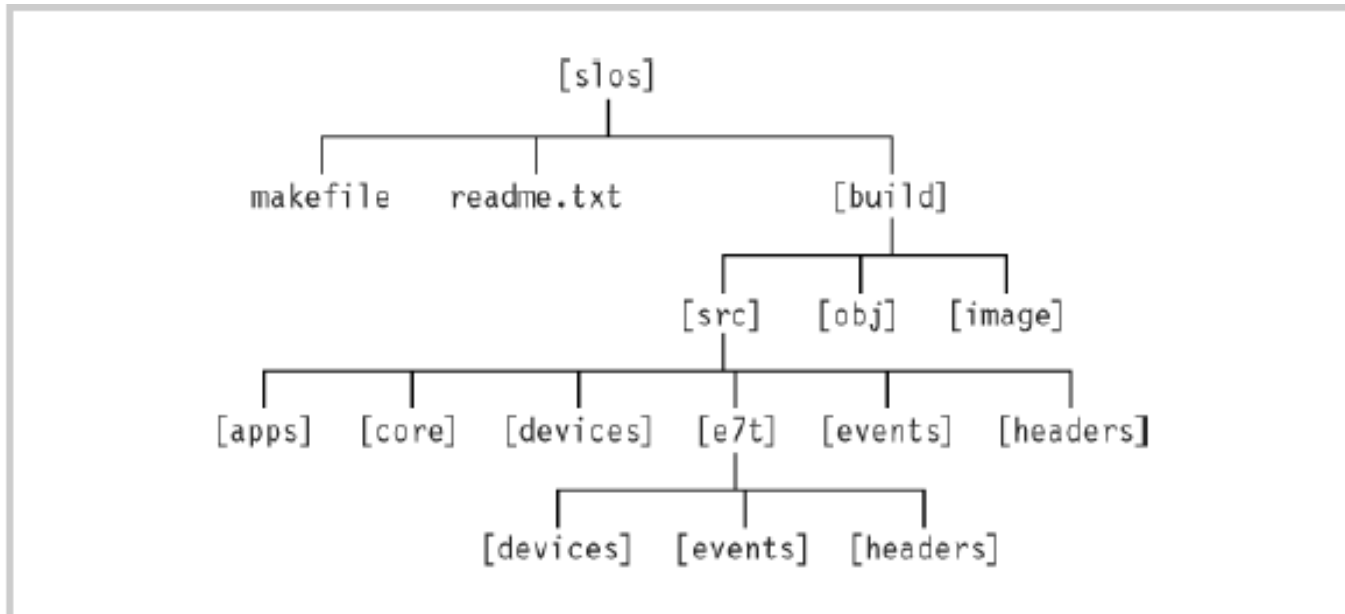 [slos]
makefile readme.txt [build]
[src] [obj] [image]
[apps] [core] [devices] [e7t] [events] [headers]
[devices] [events] [headers]